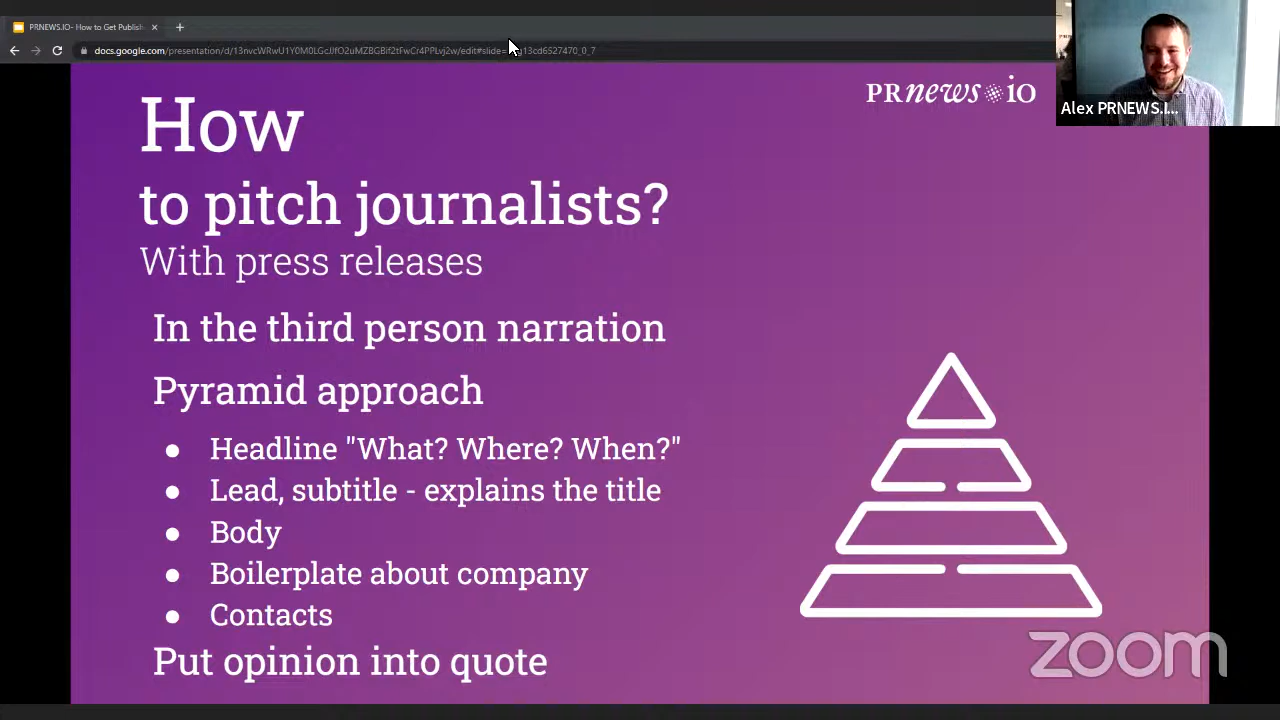 PRNEWS.IO- How to Get Publish
docs.google.com/presentation/d/
PRnews io
Alex PRNEWS.I...
How
to pitch journalists?
With press releases
In the third person narration
Pyramid approach
● Headline "What? Where? When?"
● Lead, subtitle - explains the title
● Body
● Boilerplate about company
● Contacts
Put opinion into quote
zoom